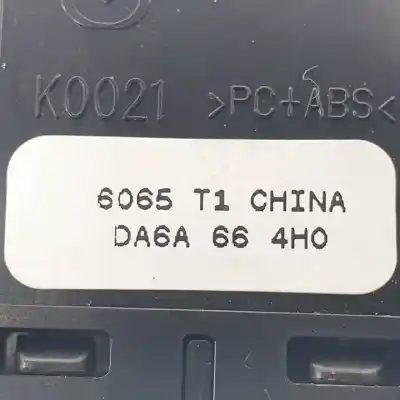 K0021 >PC+ABS<
6065 T1 CHINA
DA6A 66 4H0